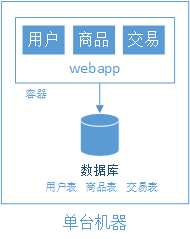 用户 商品 交易
webapp
容器
数据库
用户表 商品表 交易表
单台机器